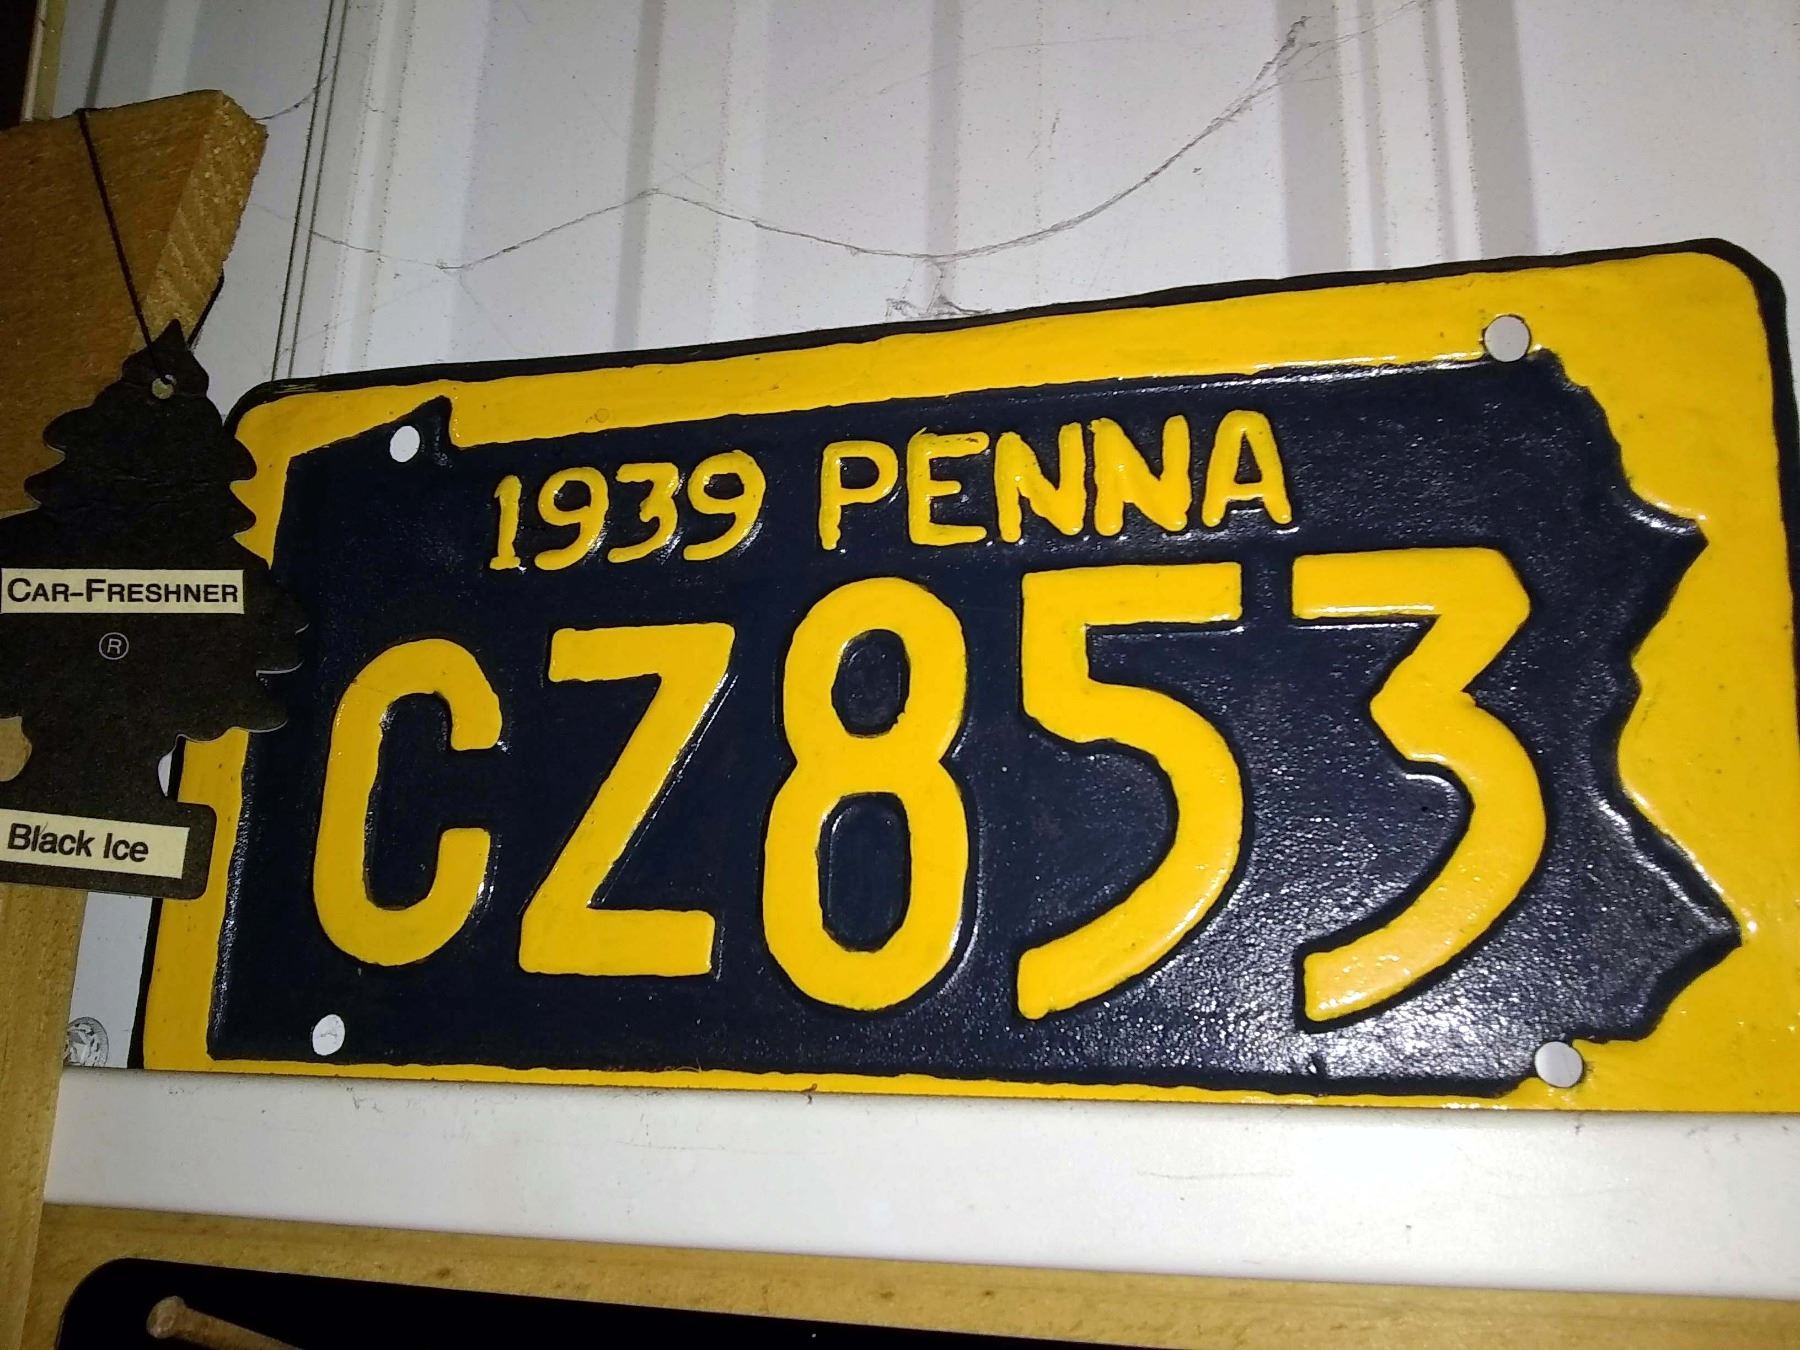 1939 PENNA
CZ853
CAR-FRESHNER
®
Black Ice